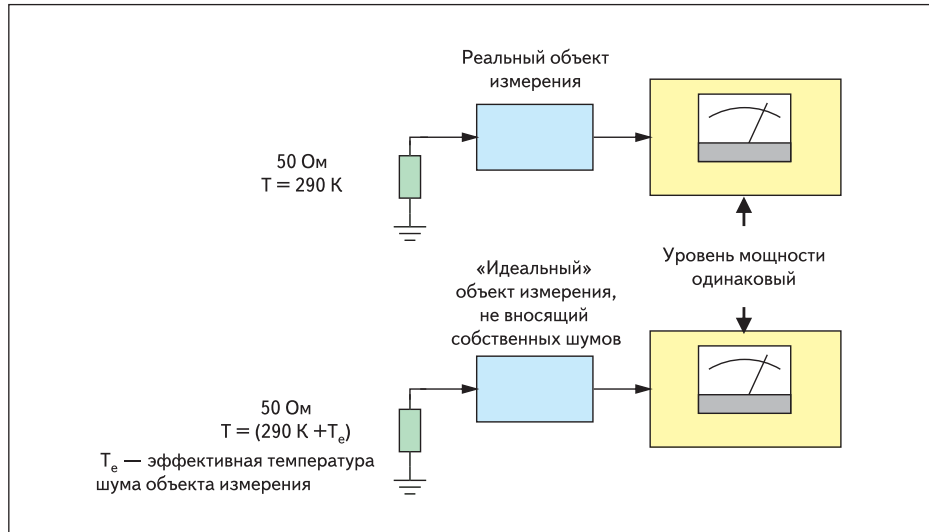 Реальный объект
измерения
50 Ом
T = 290 К
Уровень мощности
одинаковый
«Идеальный»
объект измерения,
не вносящий
собственных шумов
50 Ом
T = (290 К +Te)
Te — эффективная температура
шума объекта измерения